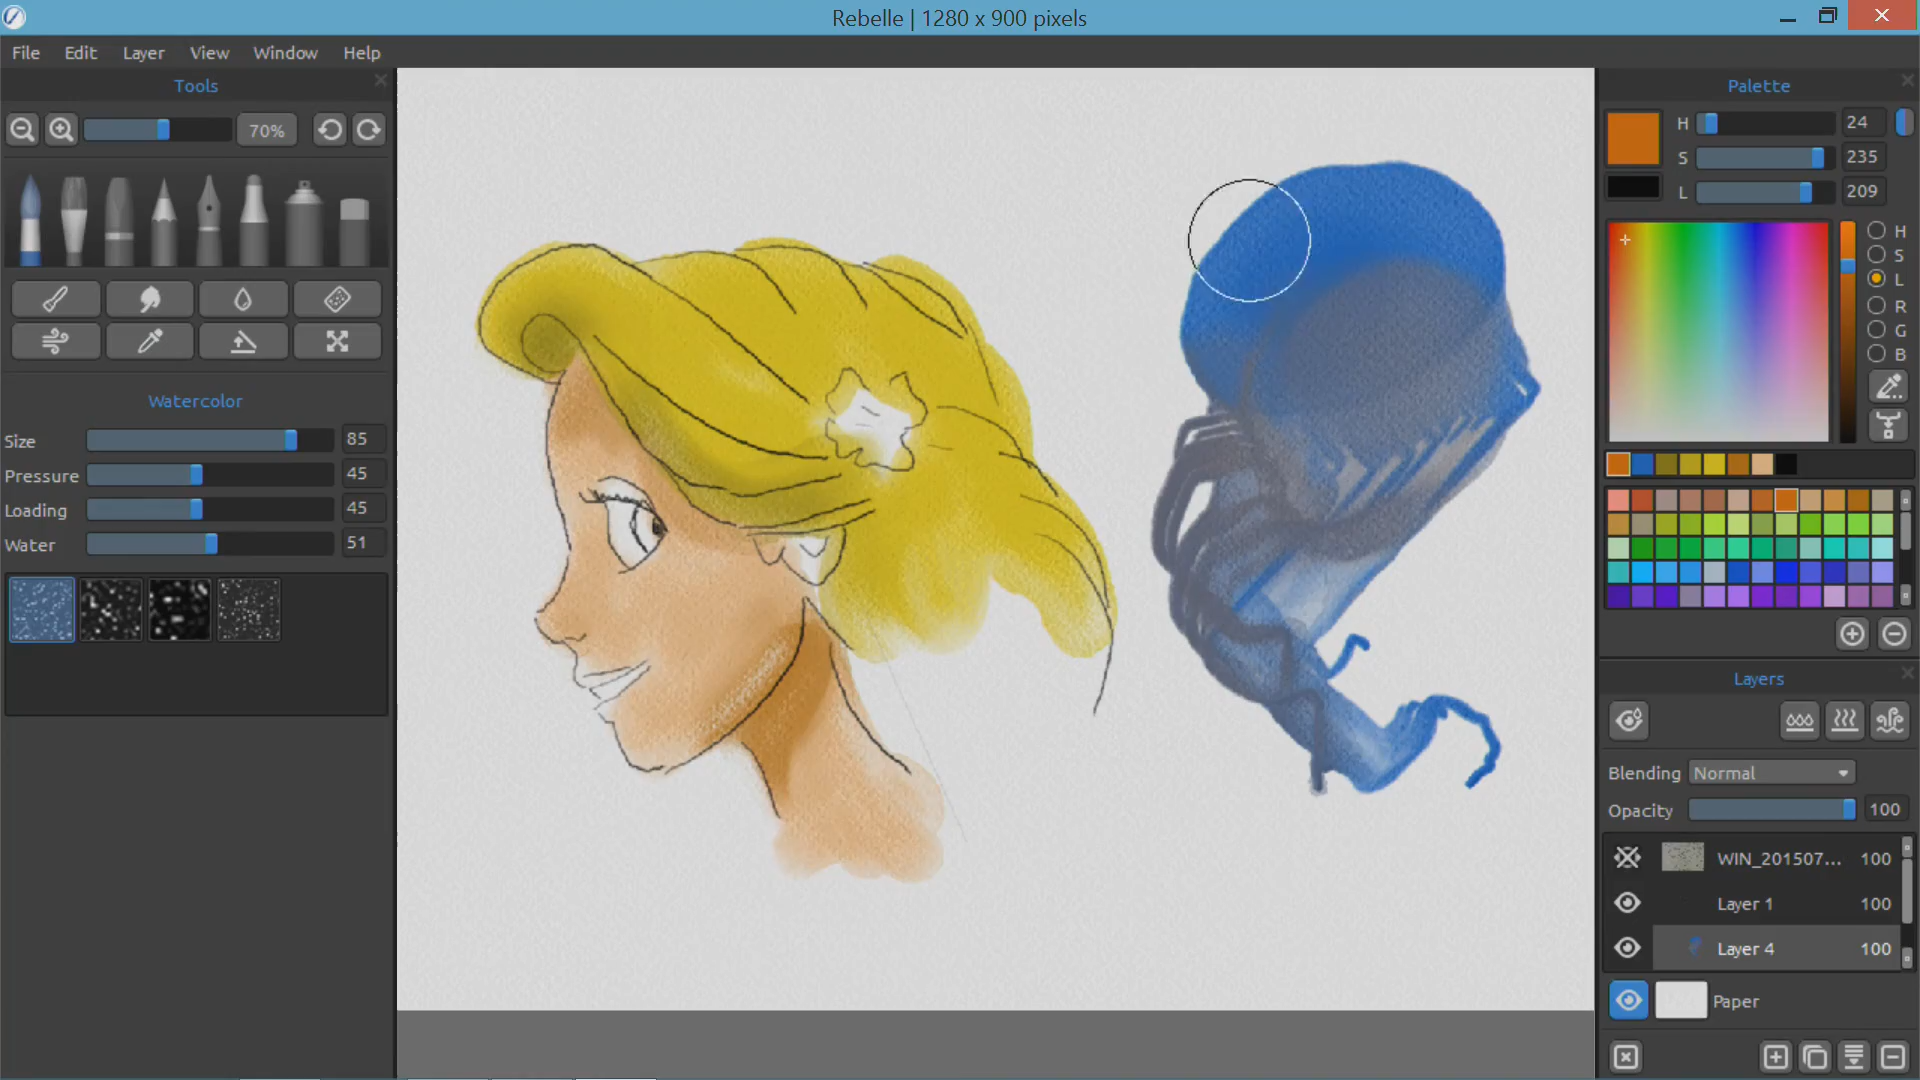 Rebelle | 1280 x 900 pixels
File Edit Layer View Window Help
Tools
70%
Watercolor
Size 85
Pressure 45
Loading 45
Water 51
Palette
H 24
S 235
L 209
H
S
L
R
G
B
Layers
Blending Normal
Opacity 100
WIN_201507... 100
Layer 1 100
Layer 4 100
Paper